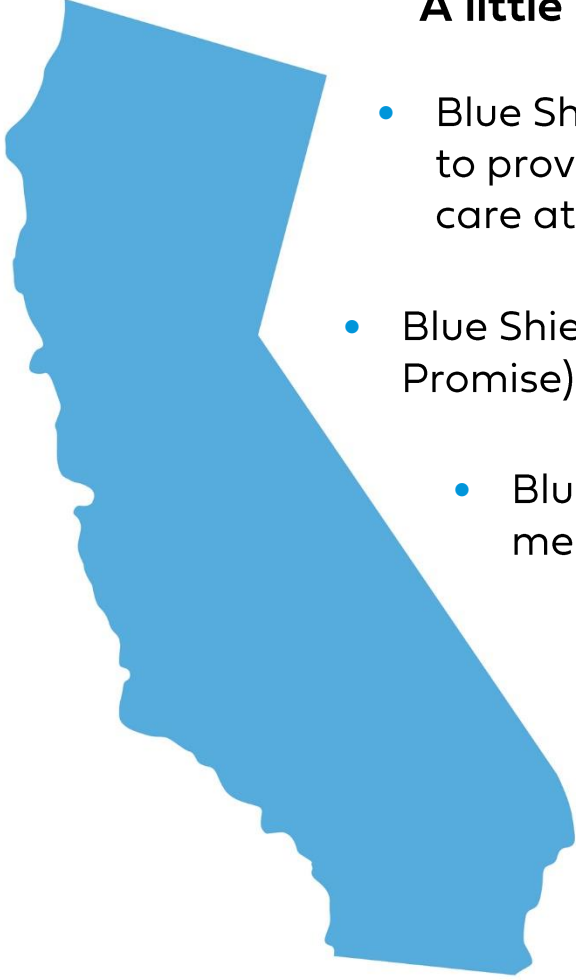 A little
• Blue Sh
to prov
care at
• Blue Shie
Promise)
• Blu
me